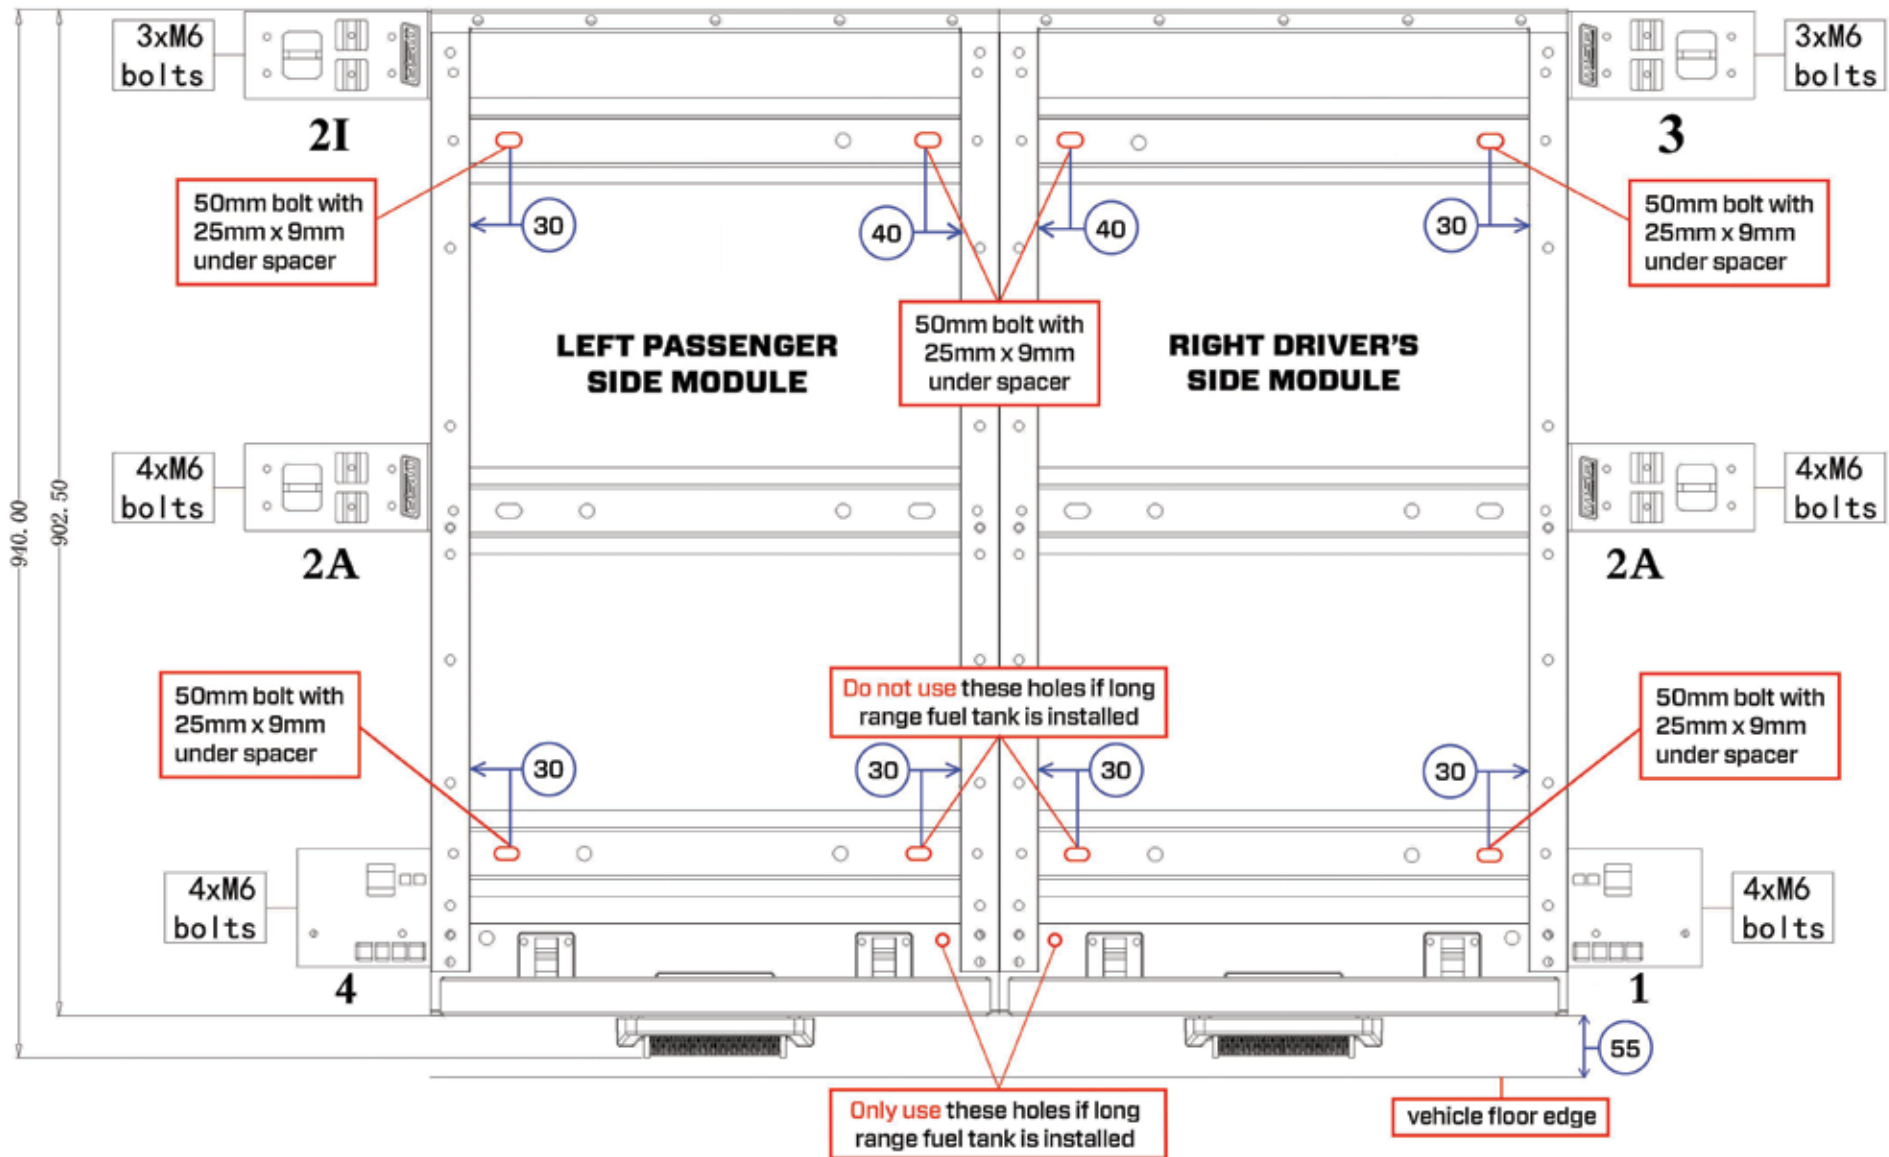 3xM6
bolts
2I
3xM6
bolts
3
50mm bolt with
25mm x 9mm
under spacer
30
40
40
30
50mm bolt with
25mm x 9mm
under spacer
50mm bolt with
25mm x 9mm
under spacer
LEFT PASSENGER
SIDE MODULE
RIGHT DRIVER'S
SIDE MODULE
940.00
902.50
4xM6
bolts
2A
4xM6
bolts
2A
50mm bolt with
25mm x 9mm
under spacer
Do not use these holes if long
range fuel tank is installed
50mm bolt with
25mm x 9mm
under spacer
30
30
30
30
4xM6
bolts
4
4xM6
bolts
1
55
Only use these holes if long
range fuel tank is installed
vehicle floor edge